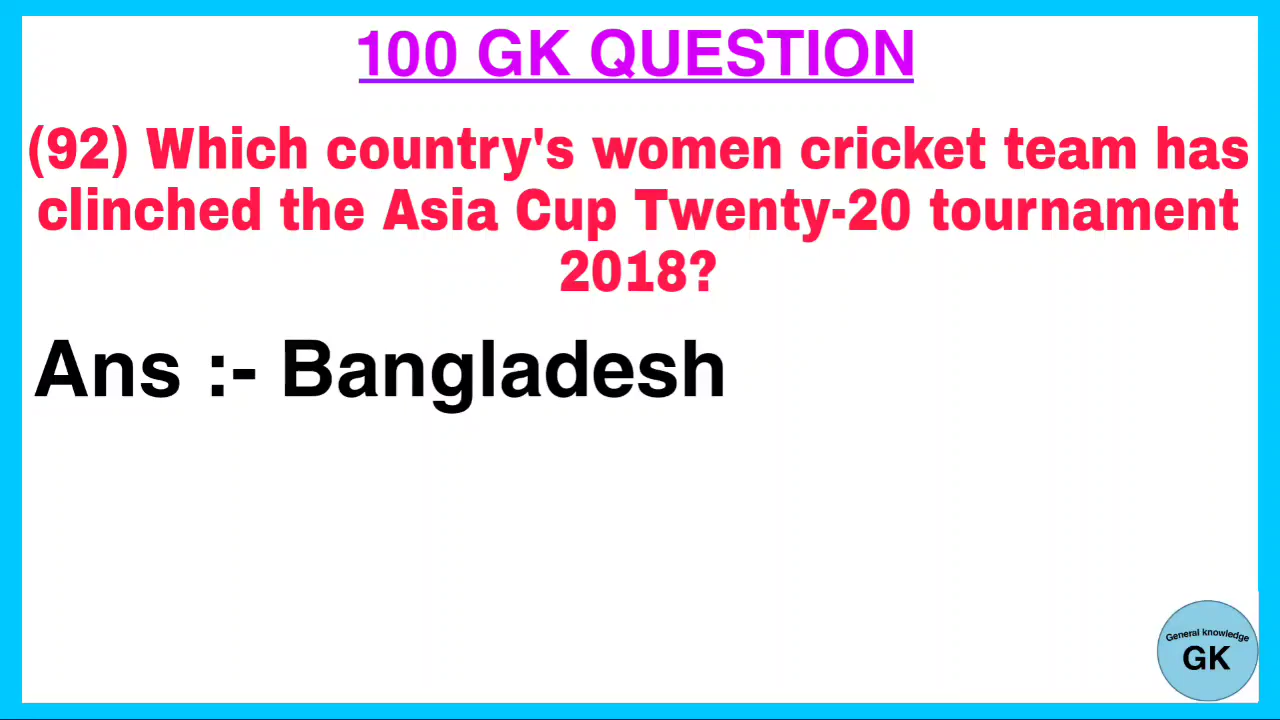 100 GK QUESTION
(92) Which country's women cricket team has
clinched the Asia Cup Twenty-20 tournament
2018?
Ans :- Bangladesh
General knowledge
GK